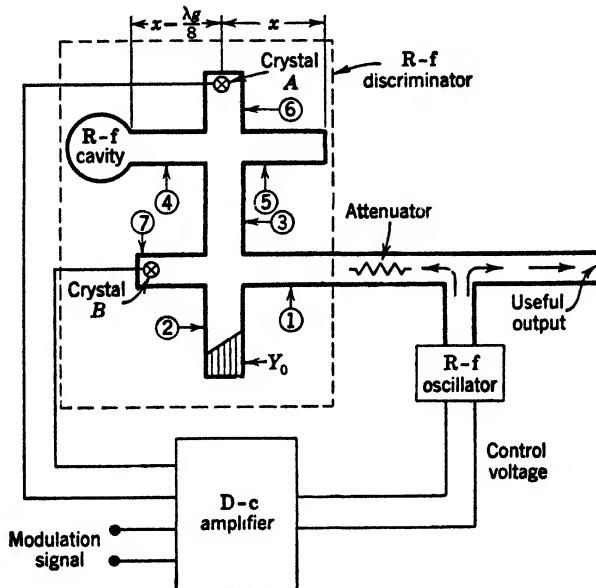 x - λg/8
x
Crystal
A
R-f
discriminator
6
R-f
cavity
4
5
3
7
Attenuator
Crystal
B
2
1
Useful
output
Y₀
R-f
oscillator
Control
voltage
D-c
amplifier
Modulation
signal